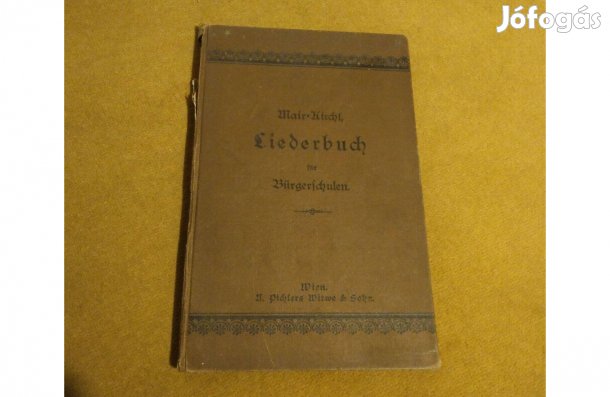 Jófogás
Mair-Kirchl,
Liederbuch
für
Bürgerschulen.
Wien.
A. Pichlers Witwe & Sohn.